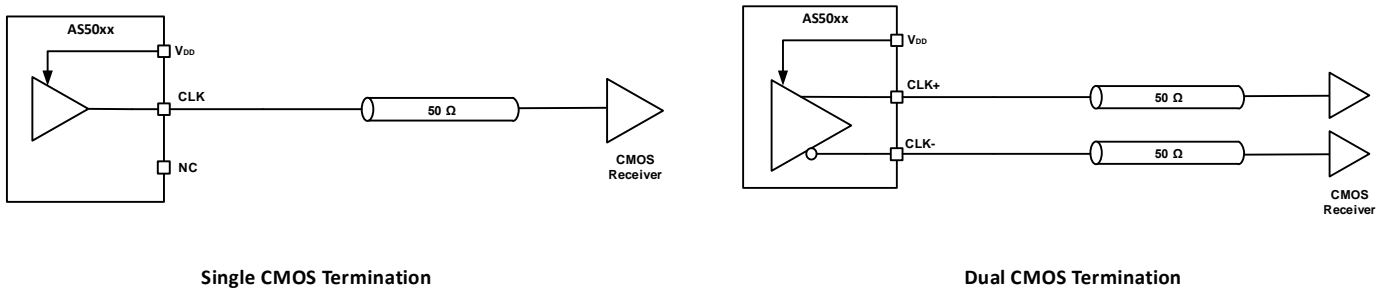 AS50xx
VDD
CLK
50 Ω
NC
CMOS
Receiver
Single CMOS Termination
AS50xx
VDD
CLK+
50 Ω
CLK-
50 Ω
CMOS
Receiver
Dual CMOS Termination